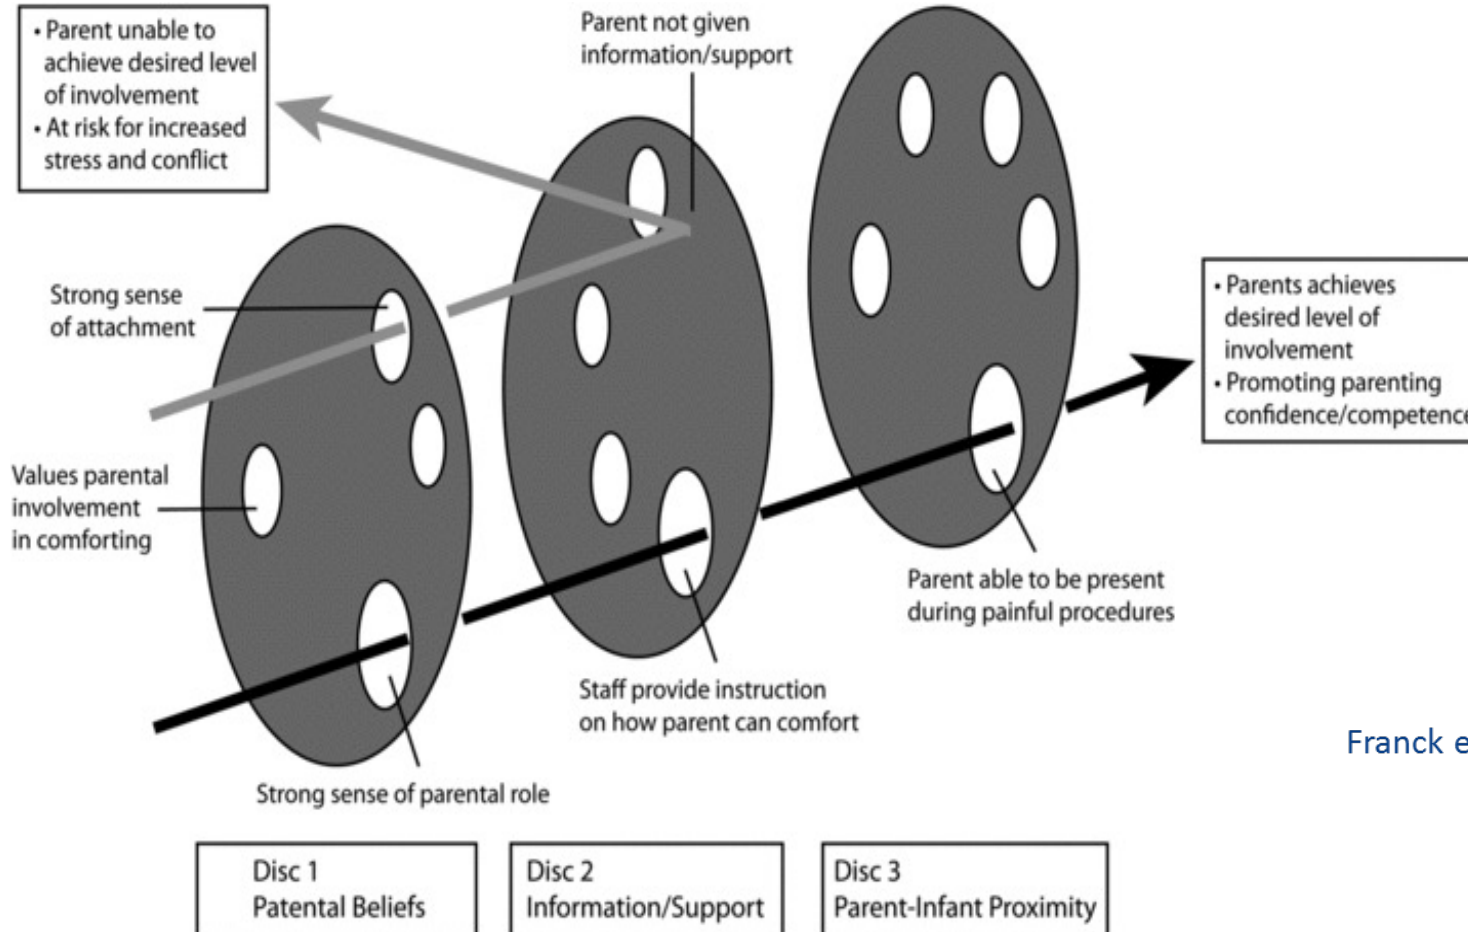 • Parent unable to
achieve desired level
of involvement
• At risk for increased
stress and conflict
Parent not given
information/support
Strong sense
of attachment
Values parental
involvement
in comforting
• Parents achieves
desired level of
involvement
• Promoting parenting
confidence/competence
Parent able to be present
during painful procedures
Staff provide instruction
on how parent can comfort
Strong sense of parental role
Franck e
Disc 1
Patental Beliefs
Disc 2
Information/Support
Disc 3
Parent-Infant Proximity